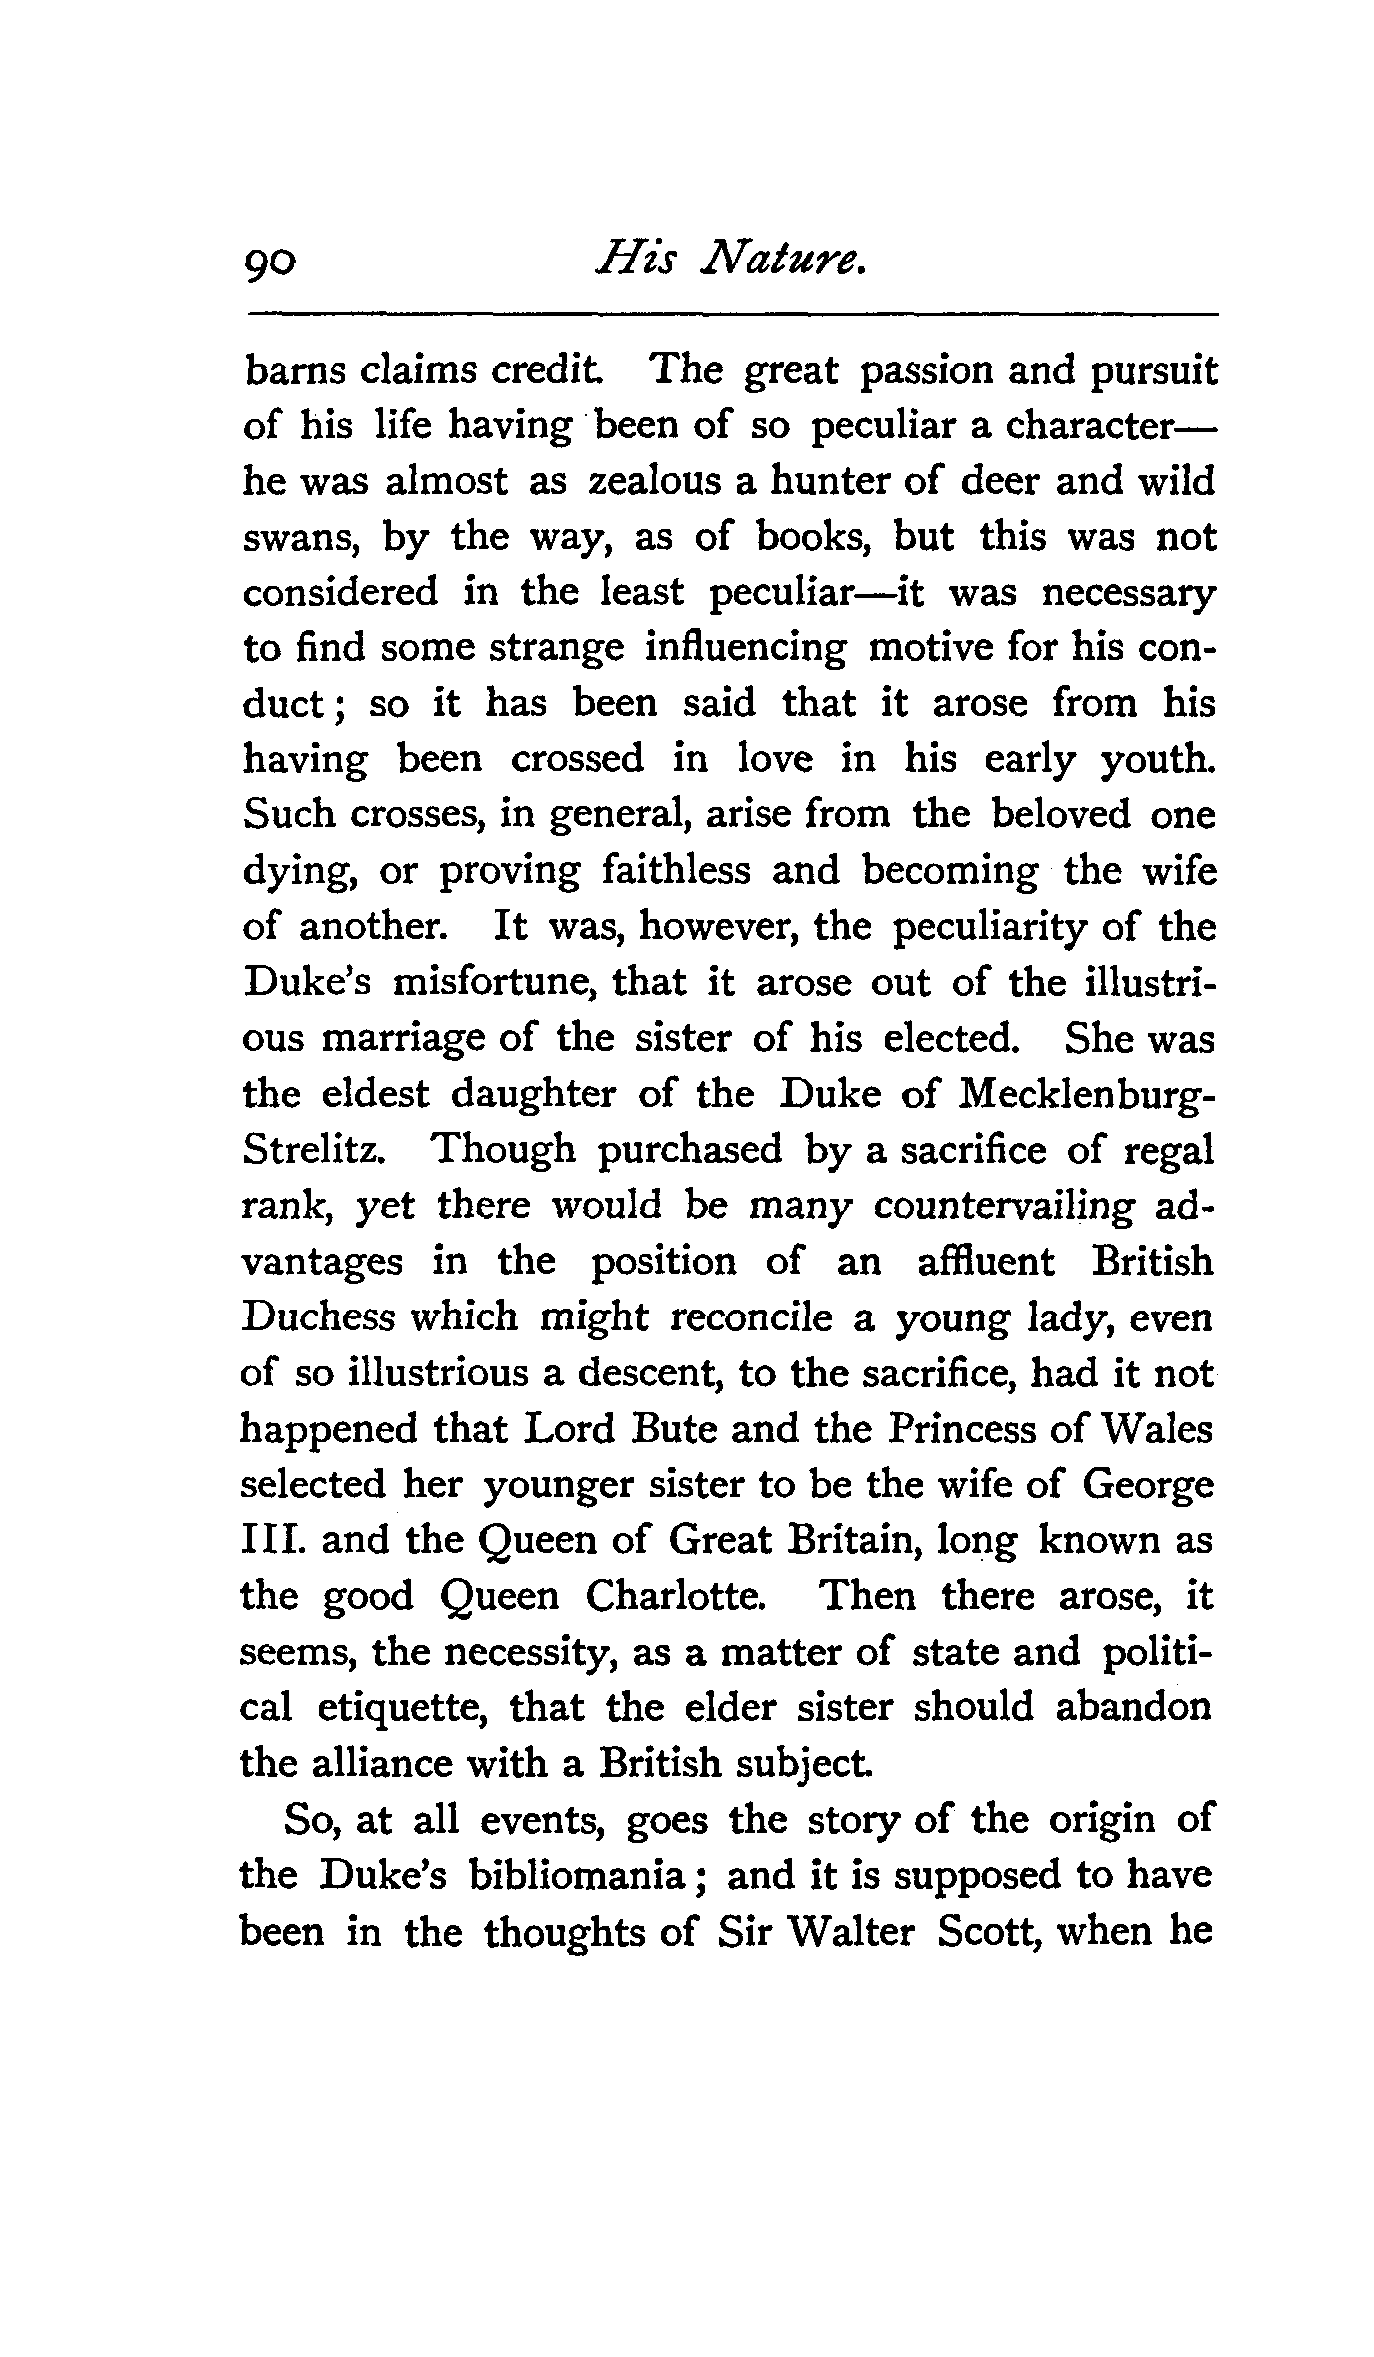 90 His Nature.
barns claims credit. The great passion and pursuit
of his life having been of so peculiar a character—
he was almost as zealous a hunter of deer and wild
swans, by the way, as of books, but this was not
considered in the least peculiar—it was necessary
to find some strange influencing motive for his con-
duct; so it has been said that it arose from his
having been crossed in love in his early youth.
Such crosses, in general, arise from the beloved one
dying, or proving faithless and becoming the wife
of another. It was, however, the peculiarity of the
Duke's misfortune, that it arose out of the illustri-
ous marriage of the sister of his elected. She was
the eldest daughter of the Duke of Mecklenburg-
Strelitz. Though purchased by a sacrifice of regal
rank, yet there would be many countervailing ad-
vantages in the position of an affluent British
Duchess which might reconcile a young lady, even
of so illustrious a descent, to the sacrifice, had it not
happened that Lord Bute and the Princess of Wales
selected her younger sister to be the wife of George
III. and the Queen of Great Britain, long known as
the good Queen Charlotte. Then there arose, it
seems, the necessity, as a matter of state and politi-
cal etiquette, that the elder sister should abandon
the alliance with a British subject.
So, at all events, goes the story of the origin of
the Duke's bibliomania; and it is supposed to have
been in the thoughts of Sir Walter Scott, when he